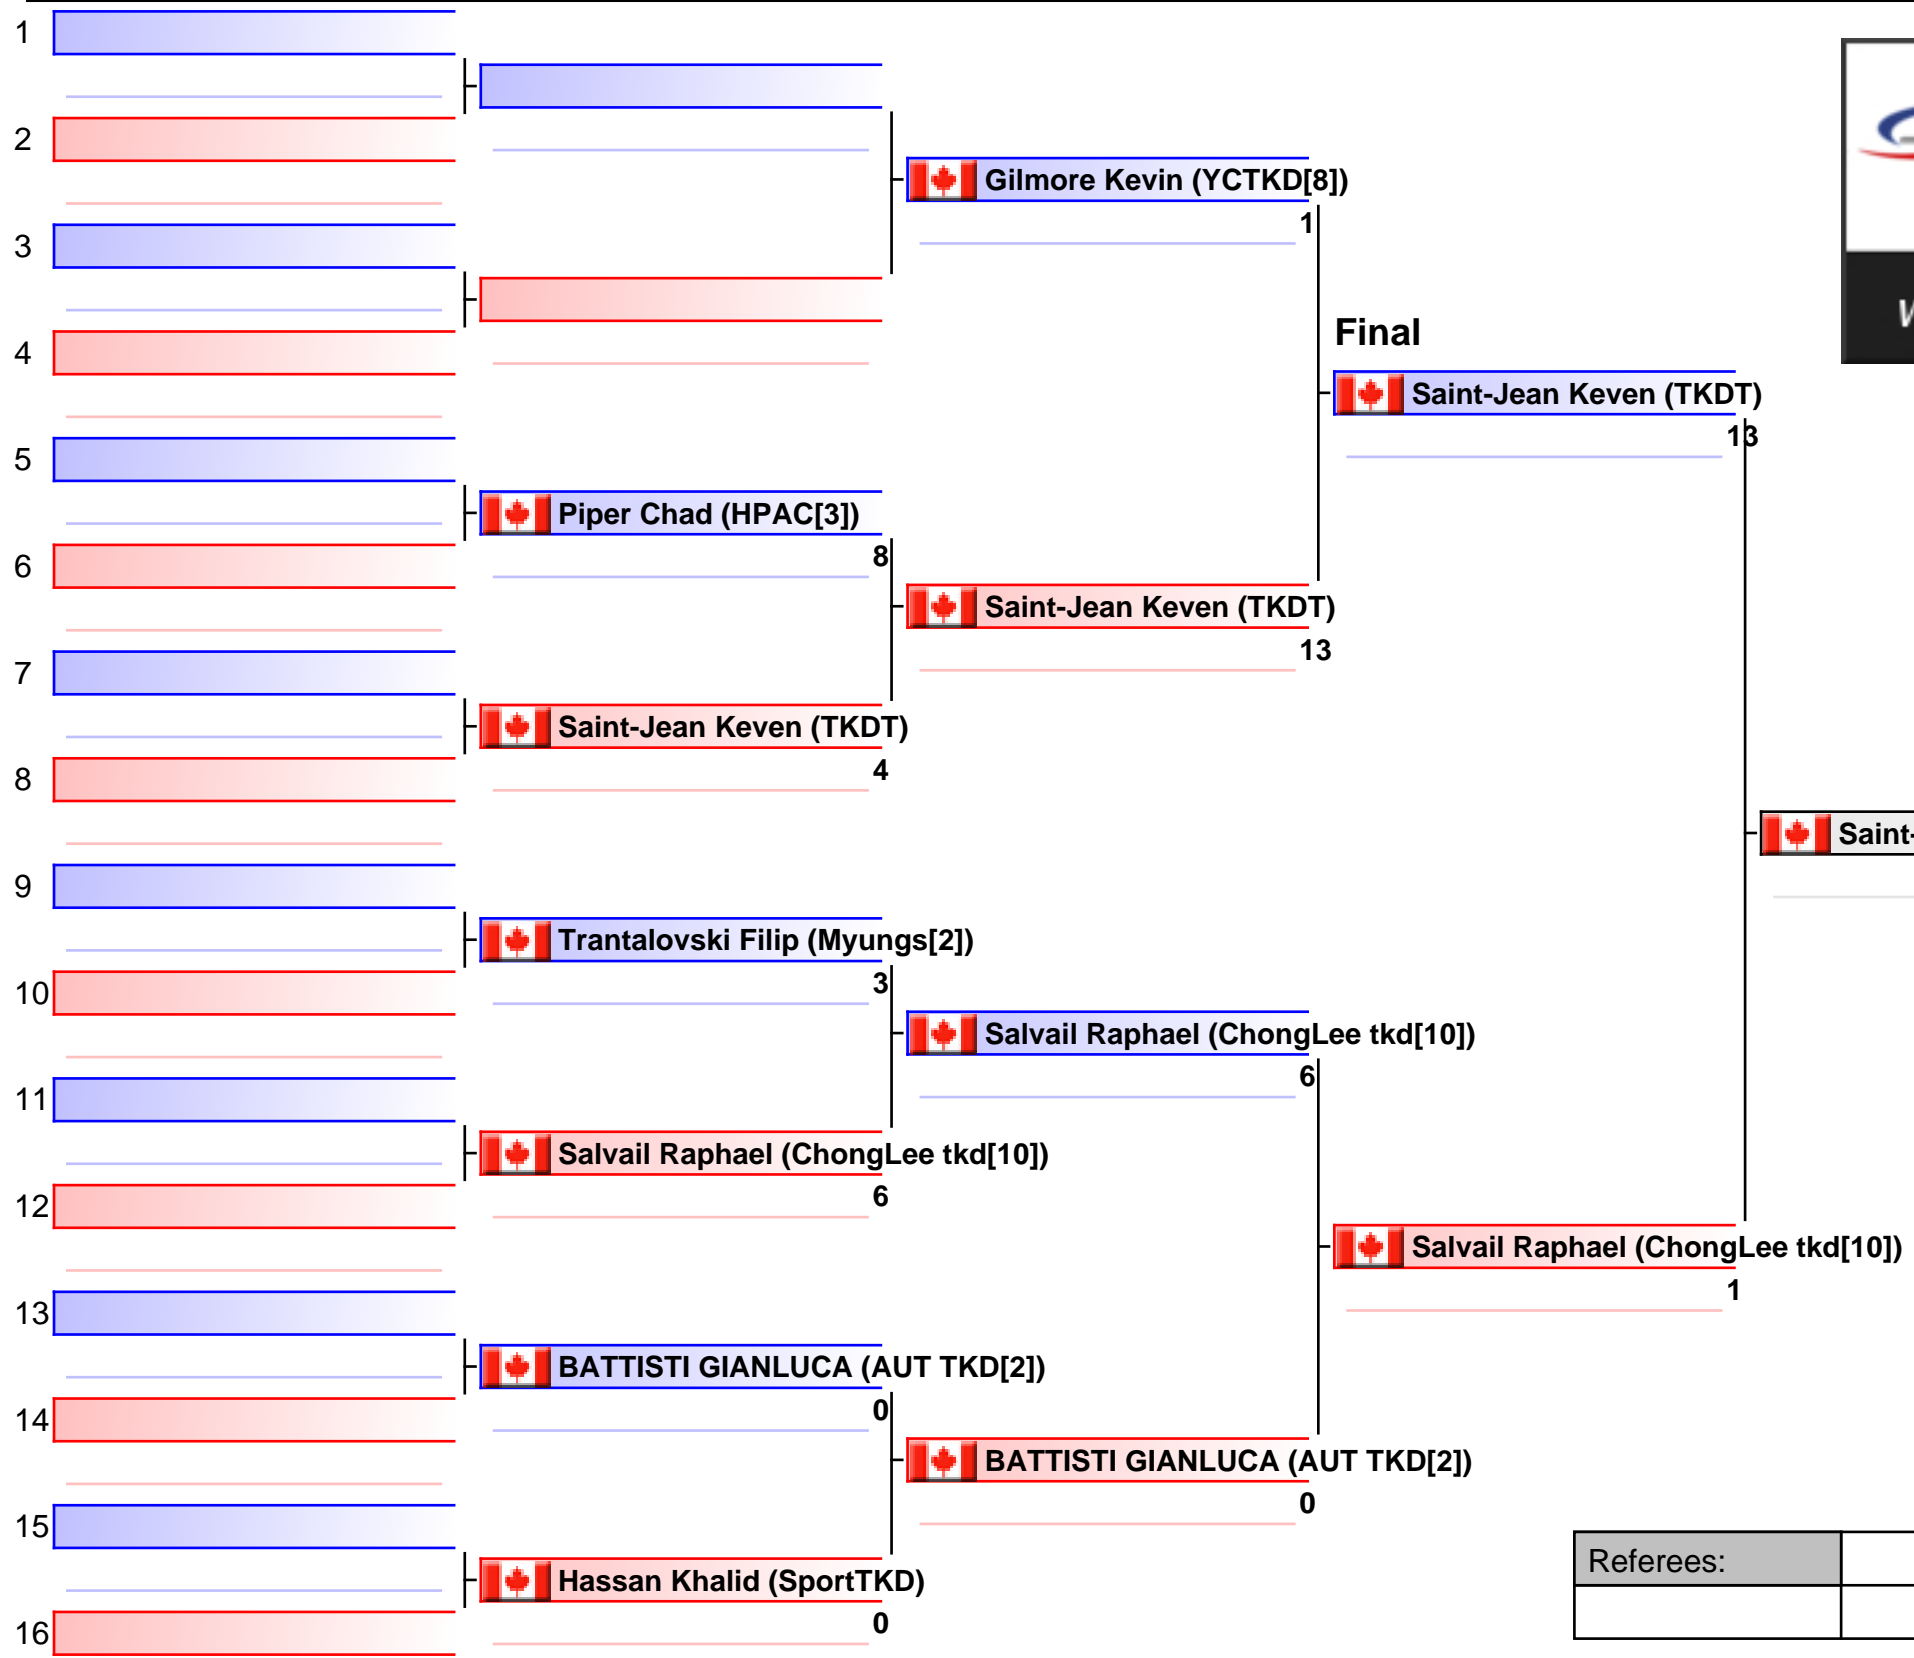 1
2
Gilmore Kevin (YCTKD[8])
1
3
Final
4
Saint-Jean Keven (TKDT)
13
5
Piper Chad (HPAC[3])
8
6
Saint-Jean Keven (TKDT)
13
7
Saint-Jean Keven (TKDT)
4
8
Saint-
9
Trantalovski Filip (Myungs[2])
3
10
Salvail Raphael (ChongLee tkd[10])
6
11
Salvail Raphael (ChongLee tkd[10])
6
12
Salvail Raphael (ChongLee tkd[10])
1
13
BATTISTI GIANLUCA (AUT TKD[2])
0
14
BATTISTI GIANLUCA (AUT TKD[2])
0
15
Referees:
Hassan Khalid (SportTKD)
0
16